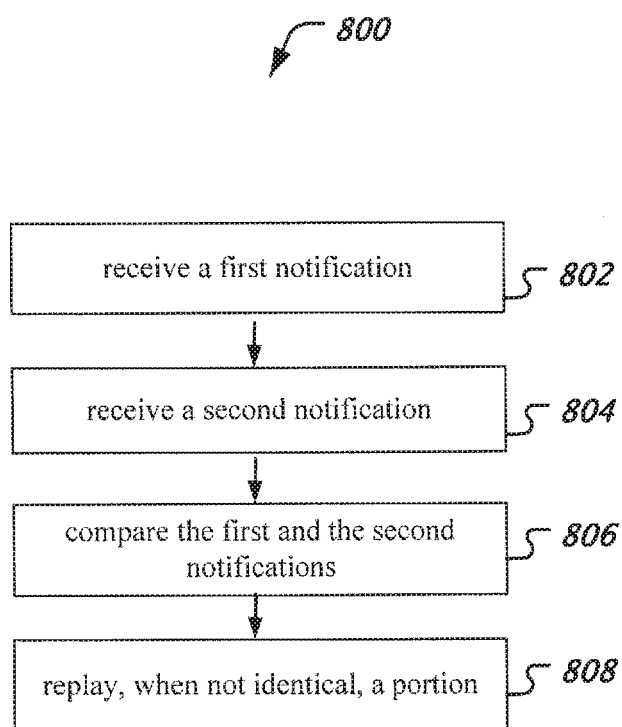 800
receive a first notification
802
receive a second notification
804
compare the first and the second
notifications
806
replay, when not identical, a portion
808